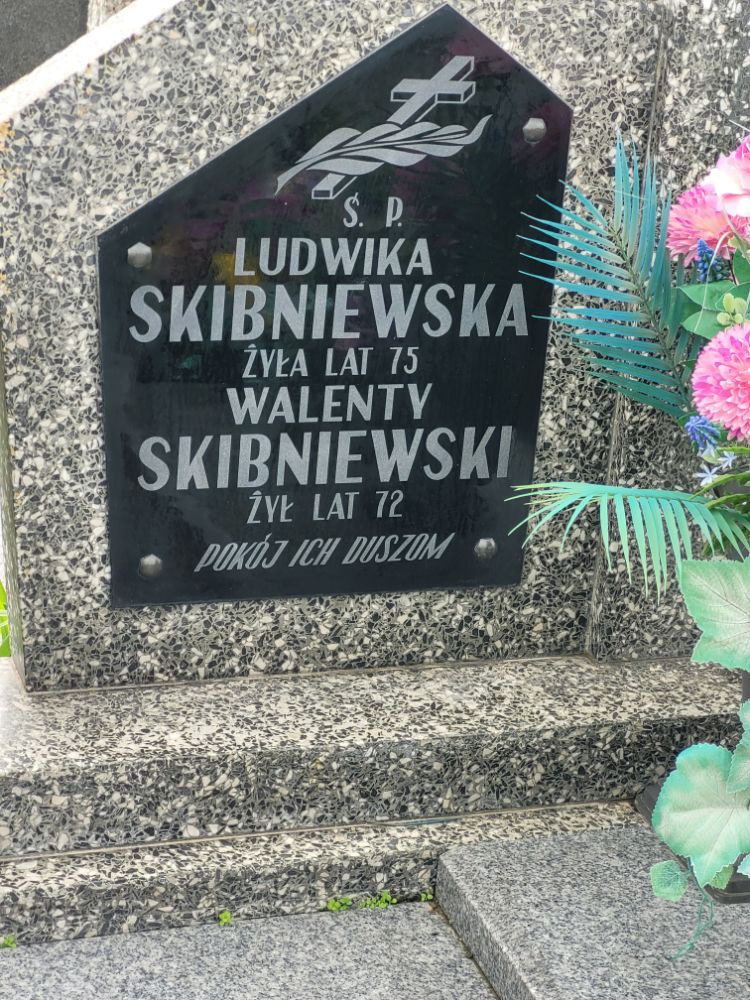 Ś. P.
LUDWIKA
SKIBNIEWSKA
ŻYŁA LAT 75
WALENTY
SKIBNIEWSKI
ŻYŁ LAT 72
POKÓJ ICH DUSZOM